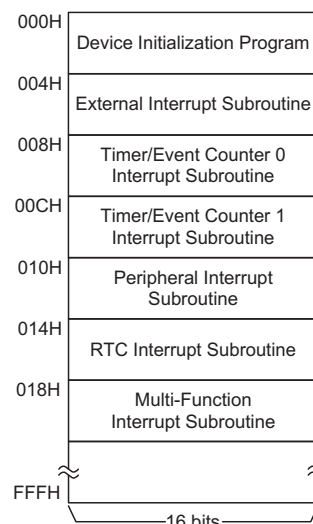 000H
Device Initialization Program
004H
External Interrupt Subroutine
008H
Timer/Event Counter 0
Interrupt Subroutine
00CH
Timer/Event Counter 1
Interrupt Subroutine
010H
Peripheral Interrupt
Subroutine
014H
RTC Interrupt Subroutine
018H
Multi-Function
Interrupt Subroutine
FFFH
16 bits